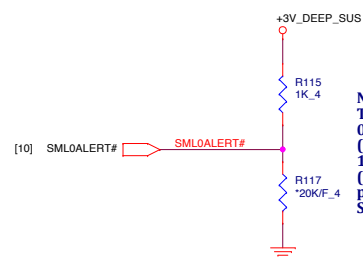 +3V_DEEP_SUS
R115
1K_4
[10] SML0ALERT# SML0ALERT#
R117
*20K/F_4